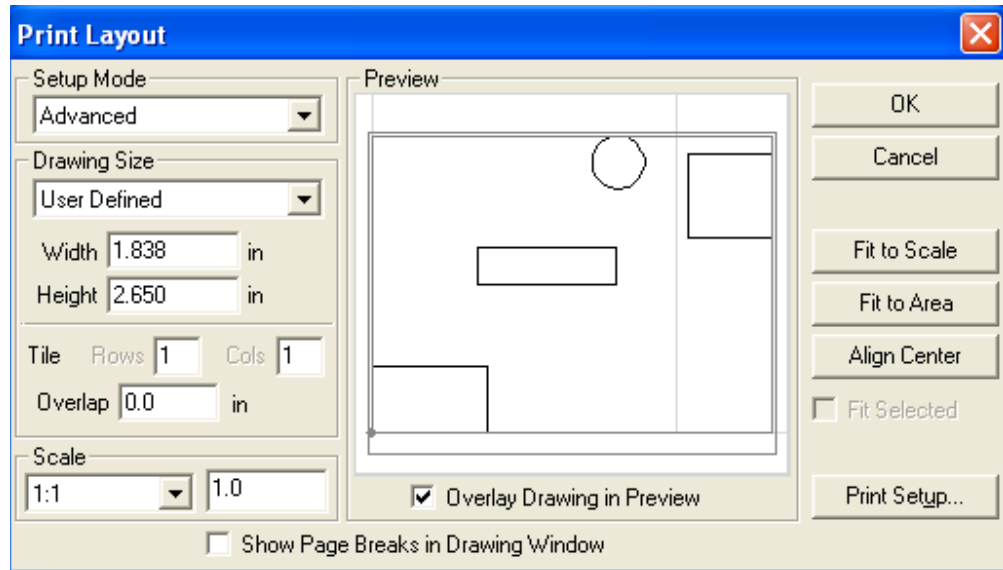 Print Layout
Setup Mode
Advanced
Drawing Size
User Defined
Width 1.838 in
Height 2.650 in
Tile Rows 1 Cols 1
Overlap 0.0 in
Scale
1:1 1.0
Preview
Overlay Drawing in Preview
Show Page Breaks in Drawing Window
OK
Cancel
Fit to Scale
Fit to Area
Align Center
Fit Selected
Print Setup...